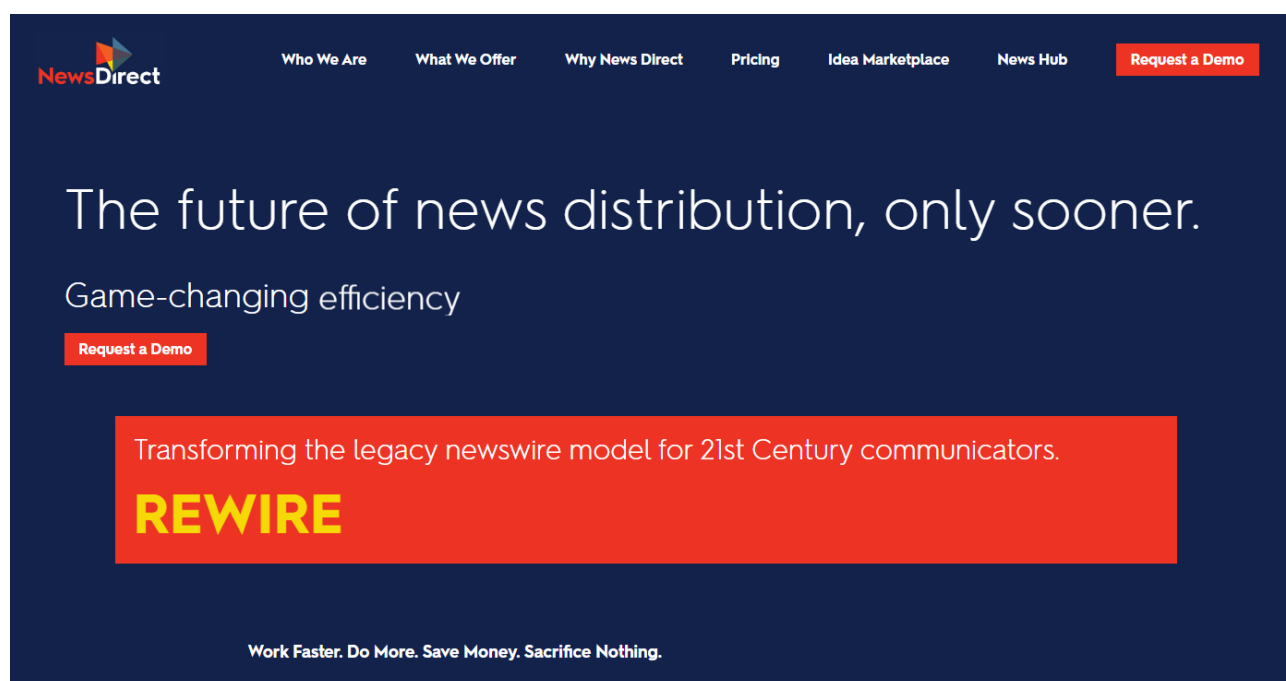 NewsDirect
Who We Are
What We Offer
Why News Direct
Pricing
Idea Marketplace
News Hub
Request a Demo
The future of news distribution, only sooner.
Game-changing efficiency
Request a Demo
Transforming the legacy newswire model for 21st Century communicators.
REWIRE
Work Faster. Do More. Save Money. Sacrifice Nothing.